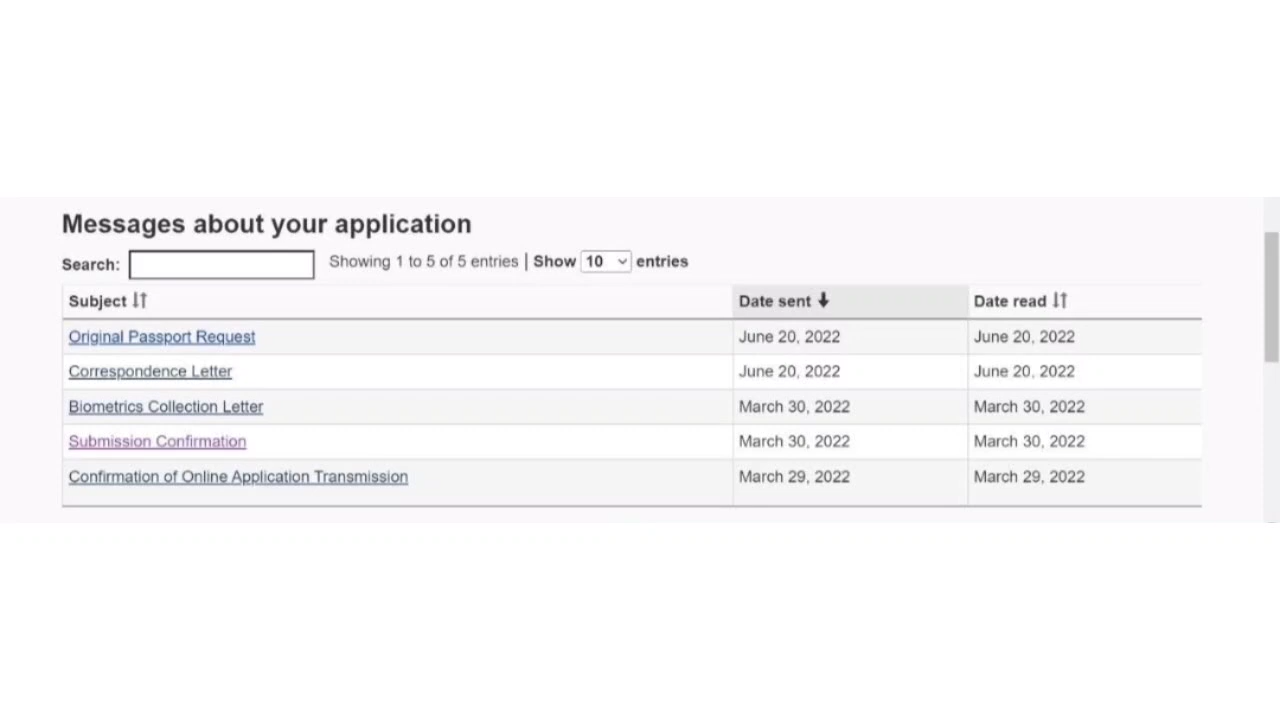 Messages about your application
Search: Showing 1 to 5 of 5 entries | Show 10 entries
Subject Date sent Date read
Original Passport Request June 20, 2022 June 20, 2022
Correspondence Letter June 20, 2022 June 20, 2022
Biometrics Collection Letter March 30, 2022 March 30, 2022
Submission Confirmation March 30, 2022 March 30, 2022
Confirmation of Online Application Transmission March 29, 2022 March 29, 2022